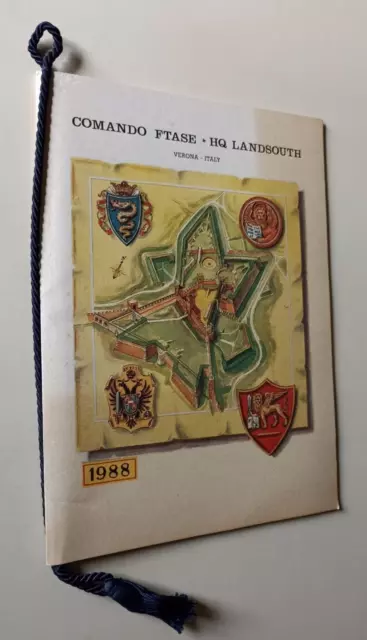 COMANDO FTASE • HQ LANDSOUTH
VERONA - ITALY
1988